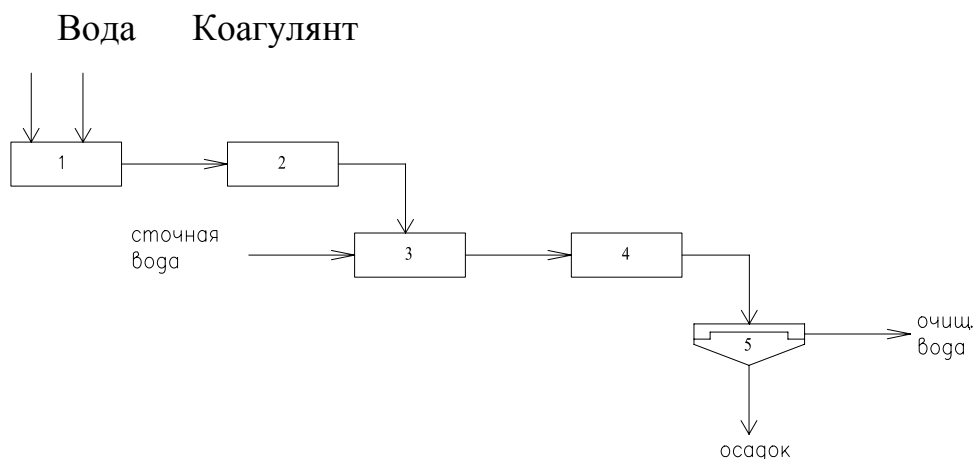 Вода Коагулянт
1
2
сточная
вода
3
4
5
очищ.
вода
осадок